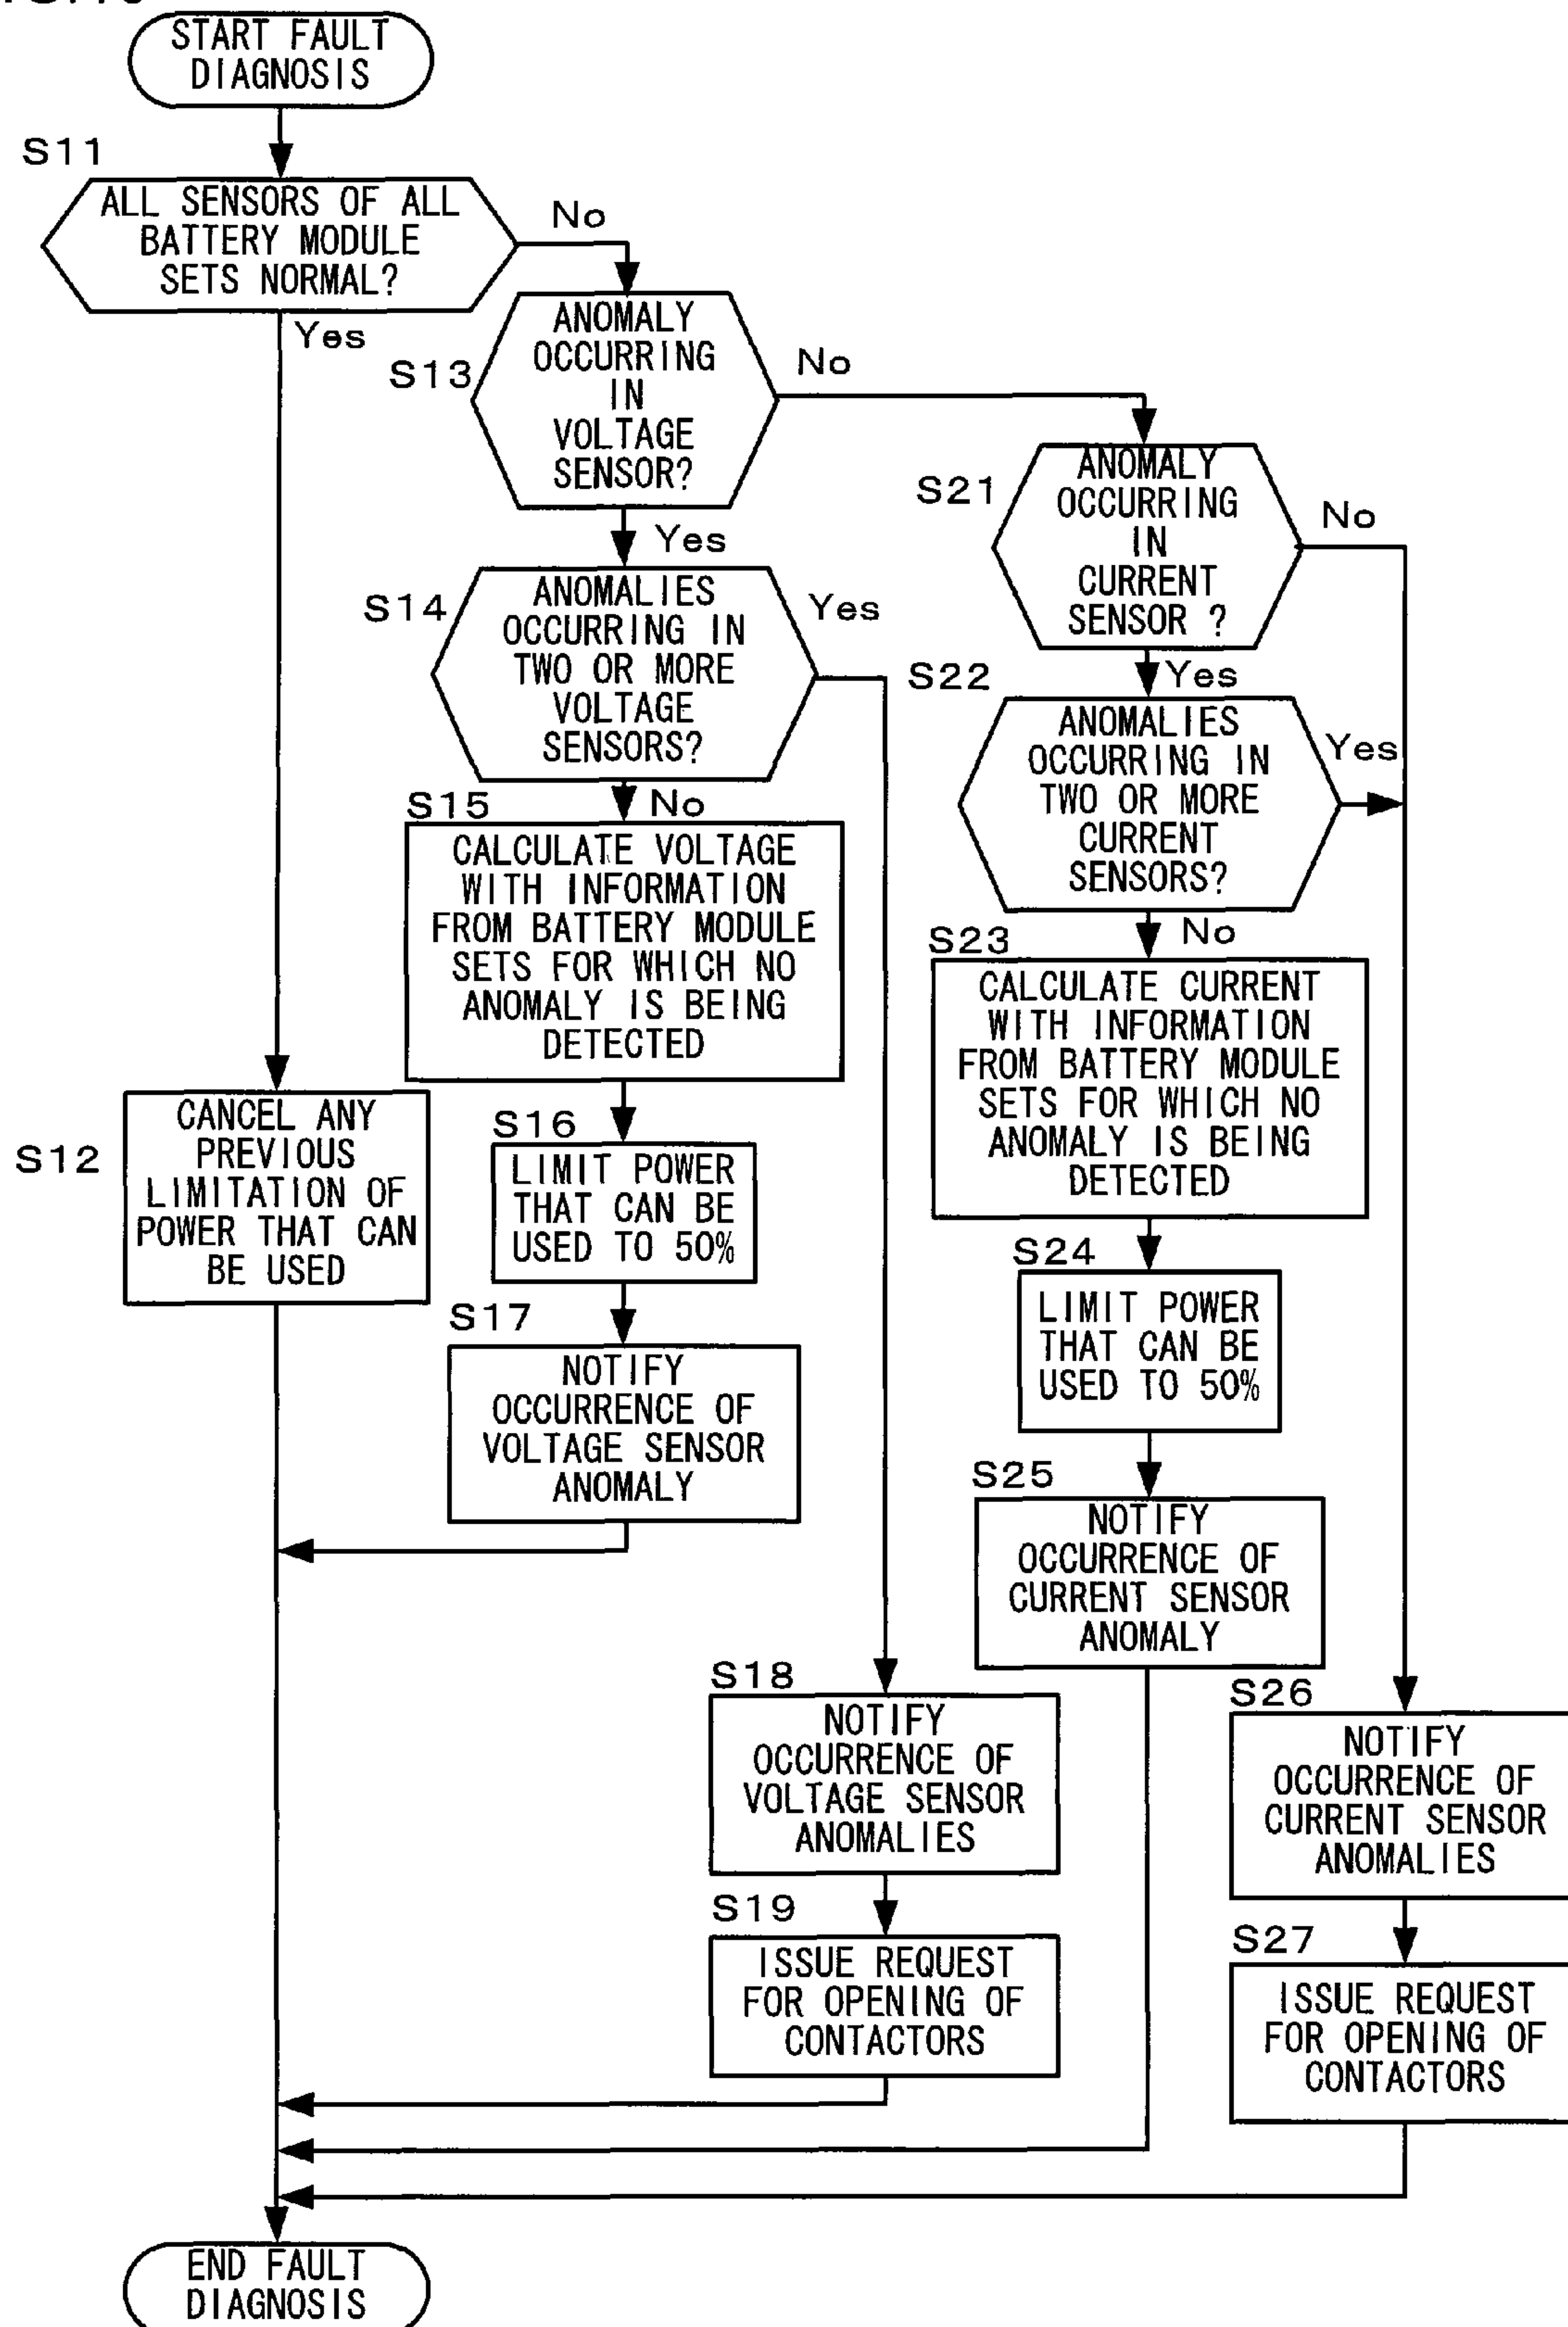 START FAULT
DIAGNOSIS
S11
ALL SENSORS OF ALL
BATTERY MODULE
SETS NORMAL?
No
Yes
S13
ANOMALY
OCCURRING
IN
VOLTAGE
SENSOR?
No
Yes
S21
ANOMALY
OCCURRING
IN
CURRENT
SENSOR ?
No
Yes
S14
ANOMALIES
OCCURRING IN
TWO OR MORE
VOLTAGE
SENSORS?
Yes
No
S22
ANOMALIES
OCCURRING IN
TWO OR MORE
CURRENT
SENSORS?
Yes
No
S15
CALCULATE VOLTAGE
WITH INFORMATION
FROM BATTERY MODULE
SETS FOR WHICH NO
ANOMALY IS BEING
DETECTED
S23
CALCULATE CURRENT
WITH INFORMATION
FROM BATTERY MODULE
SETS FOR WHICH NO
ANOMALY IS BEING
DETECTED
S12
CANCEL ANY
PREVIOUS
LIMITATION OF
POWER THAT CAN
BE USED
S16
LIMIT POWER
THAT CAN BE
USED TO 50%
S24
LIMIT POWER
THAT CAN BE
USED TO 50%
S17
NOTIFY
OCCURRENCE OF
VOLTAGE SENSOR
ANOMALY
S25
NOTIFY
OCCURRENCE OF
CURRENT SENSOR
ANOMALY
S18
NOTIFY
OCCURRENCE OF
VOLTAGE SENSOR
ANOMALIES
S26
NOTIFY
OCCURRENCE OF
CURRENT SENSOR
ANOMALIES
S19
ISSUE REQUEST
FOR OPENING OF
CONTACTORS
S27
ISSUE REQUEST
FOR OPENING OF
CONTACTORS
END FAULT
DIAGNOSIS